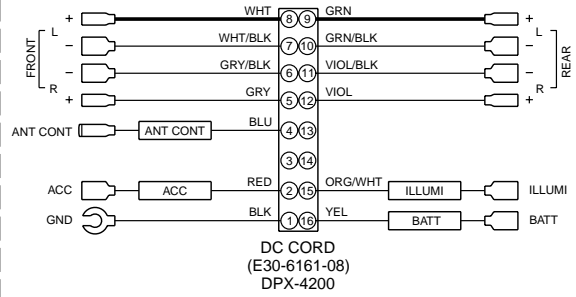 WHT 8 9 GRN
+ L L +
FRONT − WHT/BLK 7 10 GRN/BLK − REAR
− GRY/BLK 6 11 VIOL/BLK −
R R
+ GRY 5 12 VIOL +
ANT CONT ANT CONT BLU 4 13
3 14
ACC ACC RED 2 15 ORG/WHT ILLUMI ILLUMI
GND BLK 1 16 YEL BATT BATT
DC CORD
(E30-6161-08)
DPX-4200